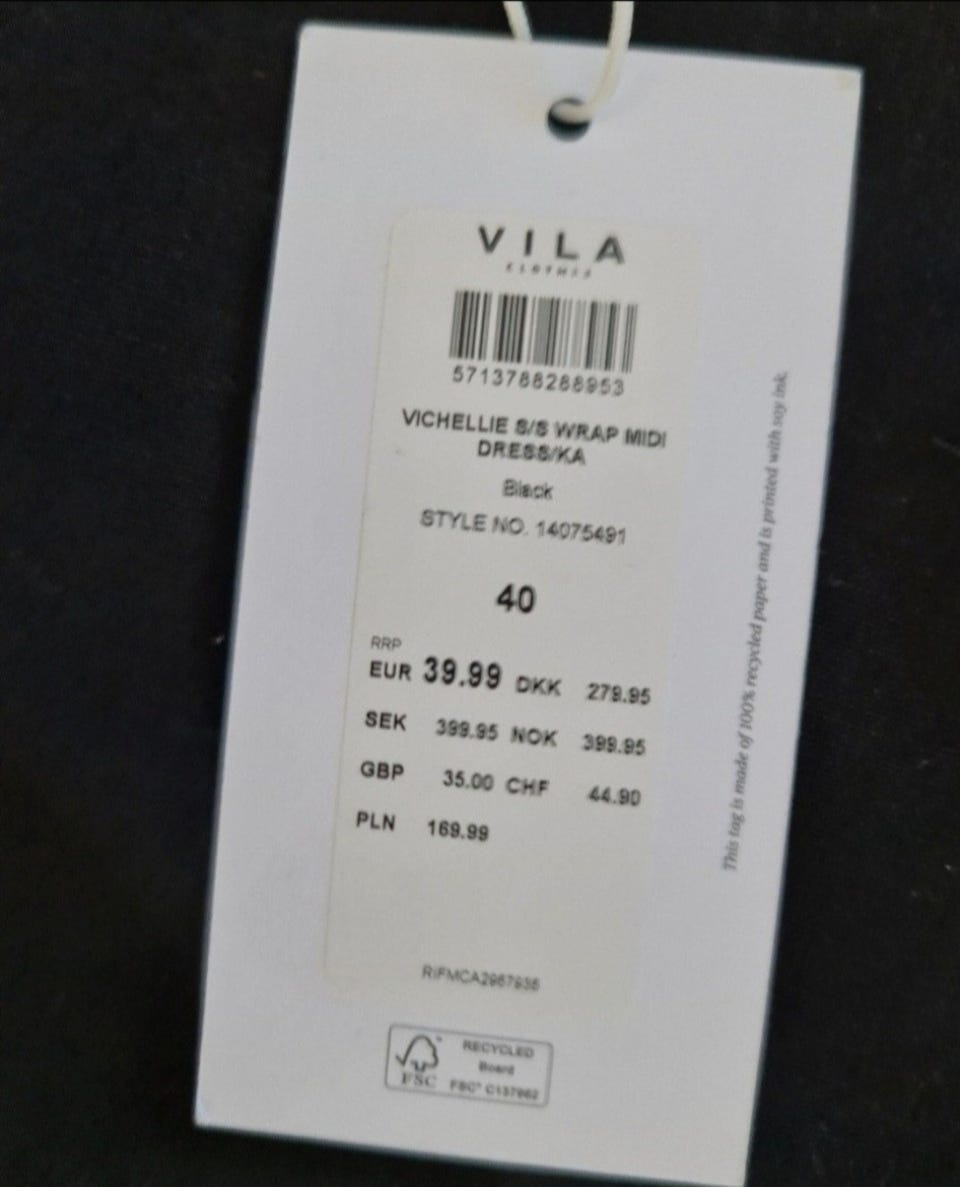 VILA
CLOTHES
5713788288953
VICHELLIE S/S WRAP MIDI
DRESS/KA
Black
STYLE NO. 14075491
40
RRP
EUR 39.99 DKK 279.95
SEK 399.95 NOK 399.95
GBP 35.00 CHF 44.90
PLN 169.99
FSC
RECYCLED
Board
This tag is made of 100% recycled paper and is printed with soy ink.